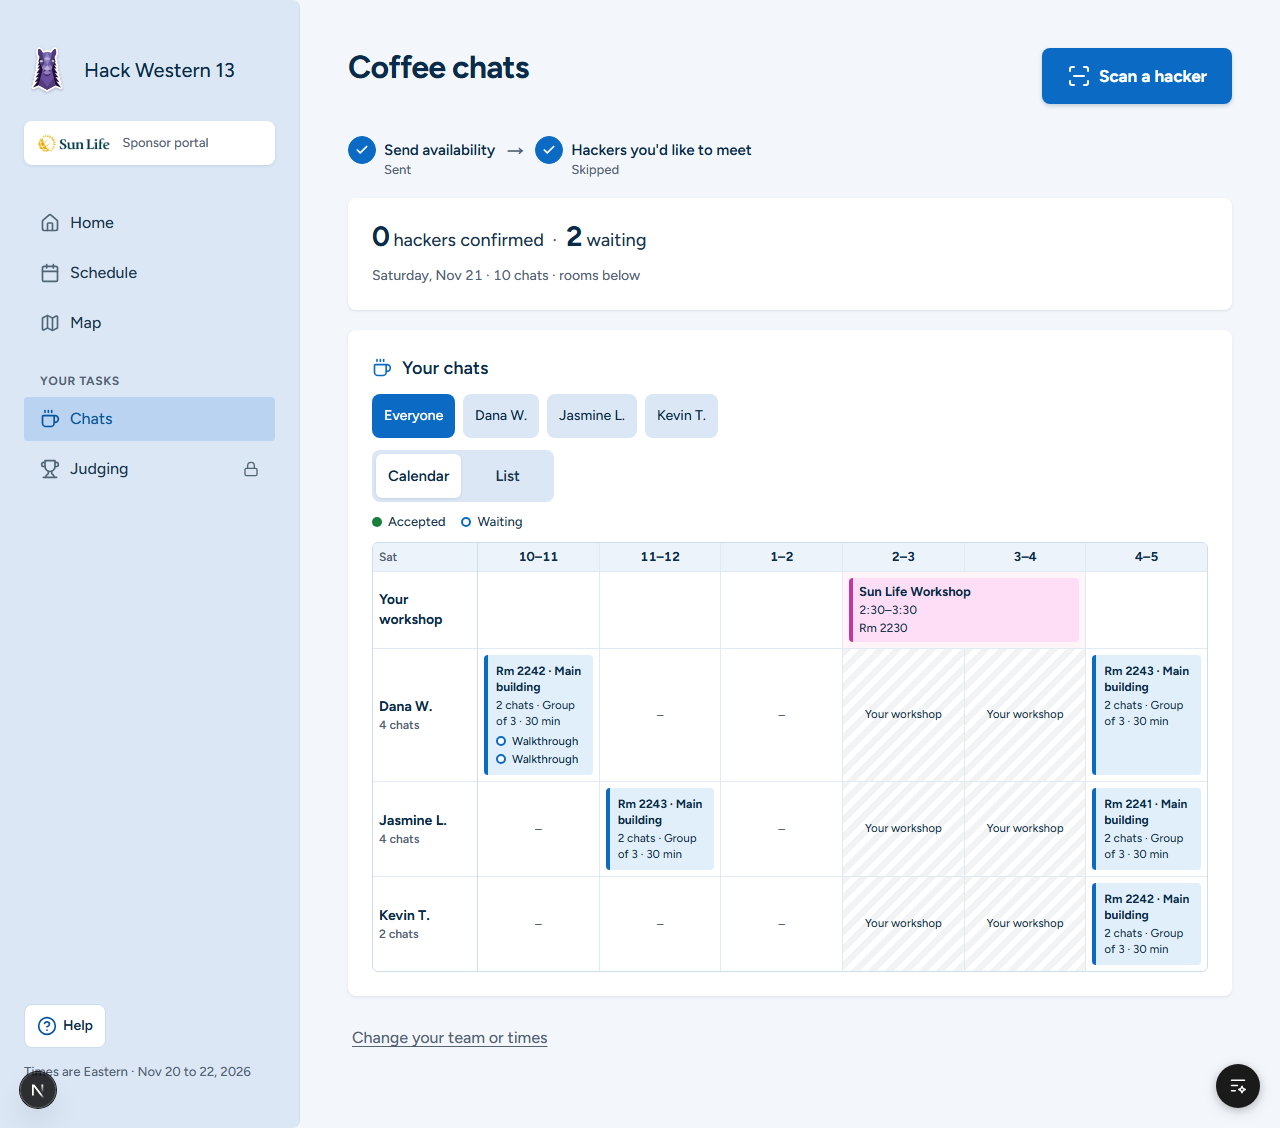 Hack Western 13
Sun Life Sponsor portal
Home
Schedule
Map
YOUR TASKS
Chats
Judging
Help
Times are Eastern · Nov 20 to 22, 2026
N
Coffee chats
Scan a hacker
Send availability → Hackers you'd like to meet
Sent Skipped
0 hackers confirmed · 2 waiting
Saturday, Nov 21 · 10 chats · rooms below
Your chats
Everyone Dana W. Jasmine L. Kevin T.
Calendar List
Accepted Waiting
Sat 10–11 11–12 1–2 2–3 3–4 4–5
Your
workshop
Sun Life Workshop
2:30–3:30
Rm 2230
Dana W.
4 chats
Rm 2242 · Main
building
2 chats · Group
of 3 · 30 min
Walkthrough
Walkthrough
–
–
Your workshop
Your workshop
Rm 2243 · Main
building
2 chats · Group
of 3 · 30 min
Jasmine L.
4 chats
–
Rm 2243 · Main
building
2 chats · Group
of 3 · 30 min
–
Your workshop
Your workshop
Rm 2241 · Main
building
2 chats · Group
of 3 · 30 min
Kevin T.
2 chats
–
–
–
Your workshop
Your workshop
Rm 2242 · Main
building
2 chats · Group
of 3 · 30 min
Change your team or times